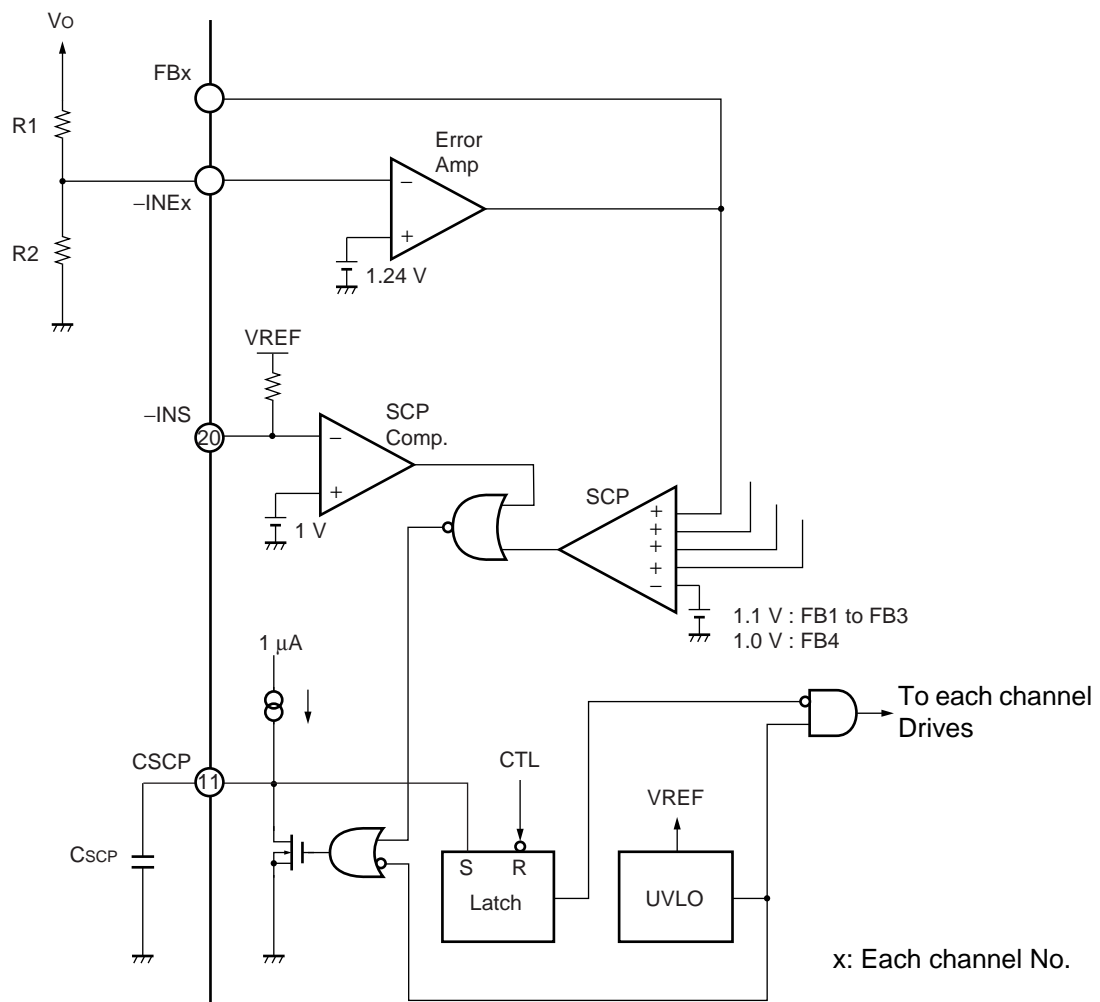 VO
FBx
R1
Error
Amp
−
–INEx
+
R2
1.24 V
VREF
–INS
20
SCP
Comp.
−
+
1 V
SCP
+
+
+
+
−
1.1 V : FB1 to FB3
1.0 V : FB4
1 μA
To each channel
Drives
CSCP
11
CTL
VREF
CSCP
S R
Latch
UVLO
x: Each channel No.